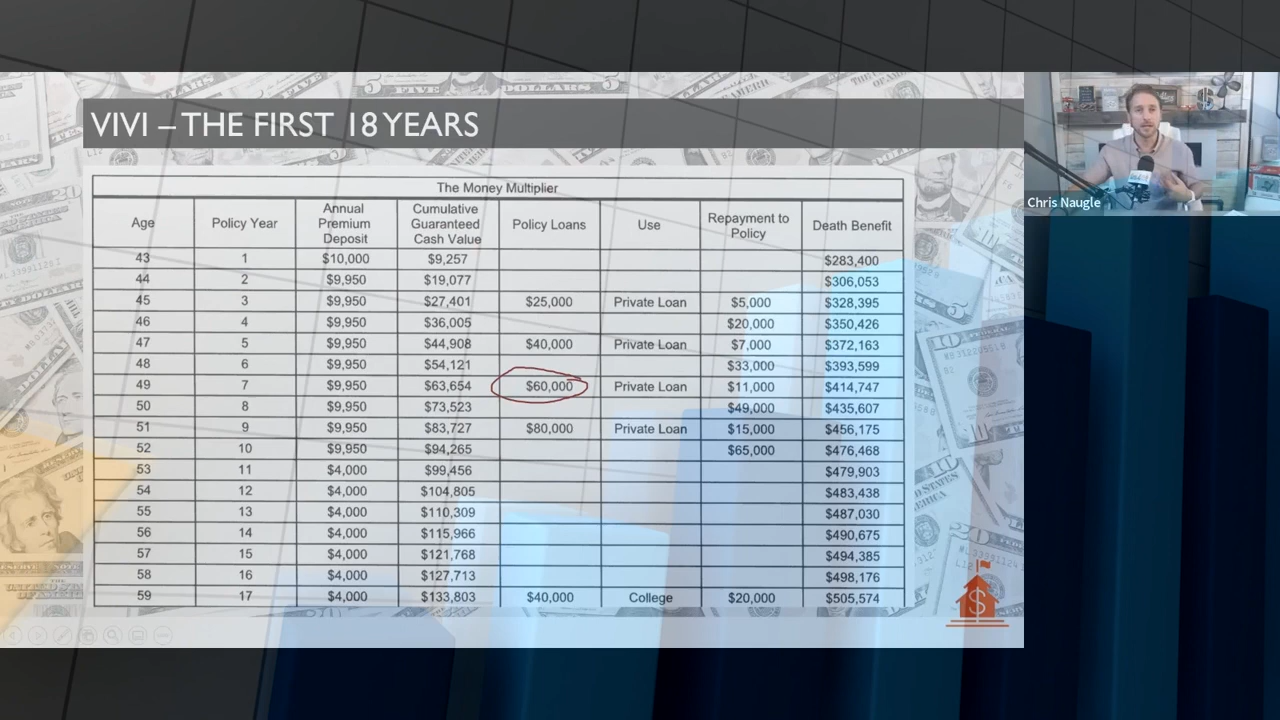 VIVI – THE FIRST 18 YEARS
The Money Multiplier
Age Policy Year Annual Premium Deposit Cumulative Guaranteed Cash Value Policy Loans Use Repayment to Policy Death Benefit
43 1 $10,000 $9,257 $283,400
44 2 $9,950 $19,077 $306,053
45 3 $9,950 $27,401 $25,000 Private Loan $5,000 $328,395
46 4 $9,950 $36,005 $20,000 $350,426
47 5 $9,950 $44,908 $40,000 Private Loan $7,000 $372,163
48 6 $9,950 $54,121 $33,000 $393,599
49 7 $9,950 $63,654 $60,000 Private Loan $11,000 $414,747
50 8 $9,950 $73,523 $49,000 $435,607
51 9 $9,950 $83,727 $80,000 Private Loan $15,000 $456,175
52 10 $9,950 $94,265 $65,000 $476,468
53 11 $4,000 $99,456 $479,903
54 12 $4,000 $104,805 $483,438
55 13 $4,000 $110,309 $487,030
56 14 $4,000 $115,966 $490,675
57 15 $4,000 $121,768 $494,385
58 16 $4,000 $127,713 $498,176
59 17 $4,000 $133,803 $40,000 College $20,000 $505,574
Chris Naugle
FIVE DOLLARS